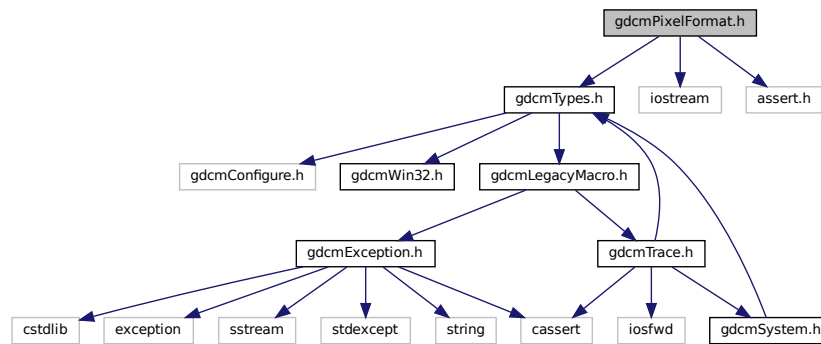 gdcmPixelFormat.h
gdcmTypes.h
iostream
assert.h
gdcmConfigure.h
gdcmWin32.h
gdcmLegacyMacro.h
gdcmException.h
gdcmTrace.h
cstdlib
exception
sstream
stdexcept
string
cassert
iosfwd
gdcmSystem.h